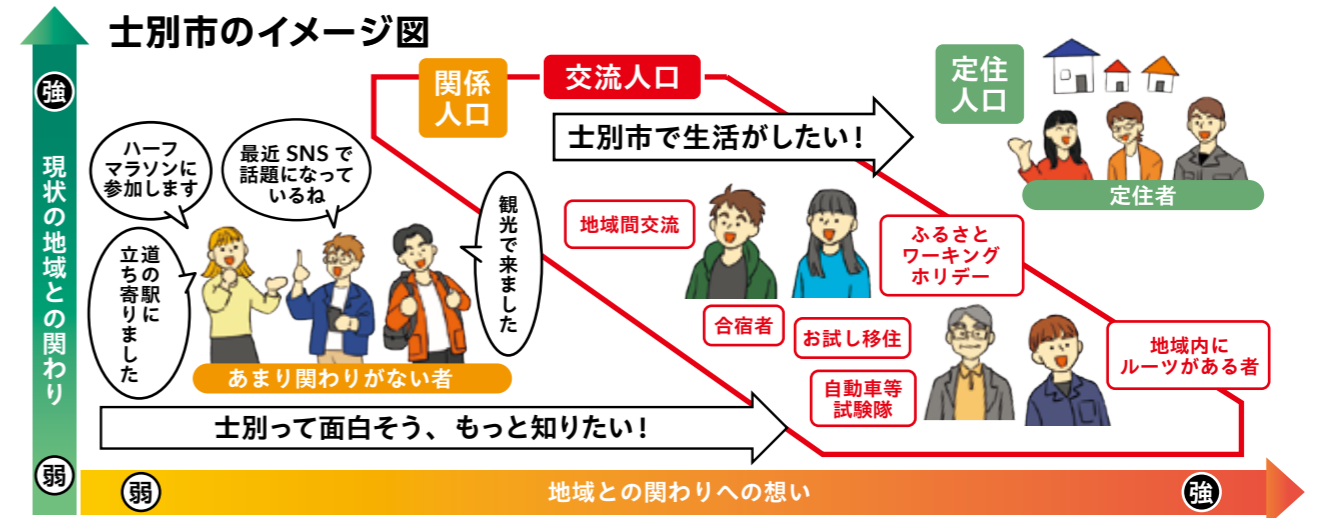 士別市のイメージ図
強
現状の地域との関わり
弱
ハーフ
マラソンに
参加します
最近 SNS で
話題になって
いるね
道の駅に
立ち寄りました
観光で来ました
あまり関わりがない者
士別って面白そう、もっと知りたい！
関係
人口
交流人口
士別市で生活がしたい！
定住
人口
定住者
地域間交流
ふるさと
ワーキング
ホリデー
合宿者
お試し移住
自動車等
試験隊
地域内に
ルーツがある者
弱
地域との関わりへの想い
強